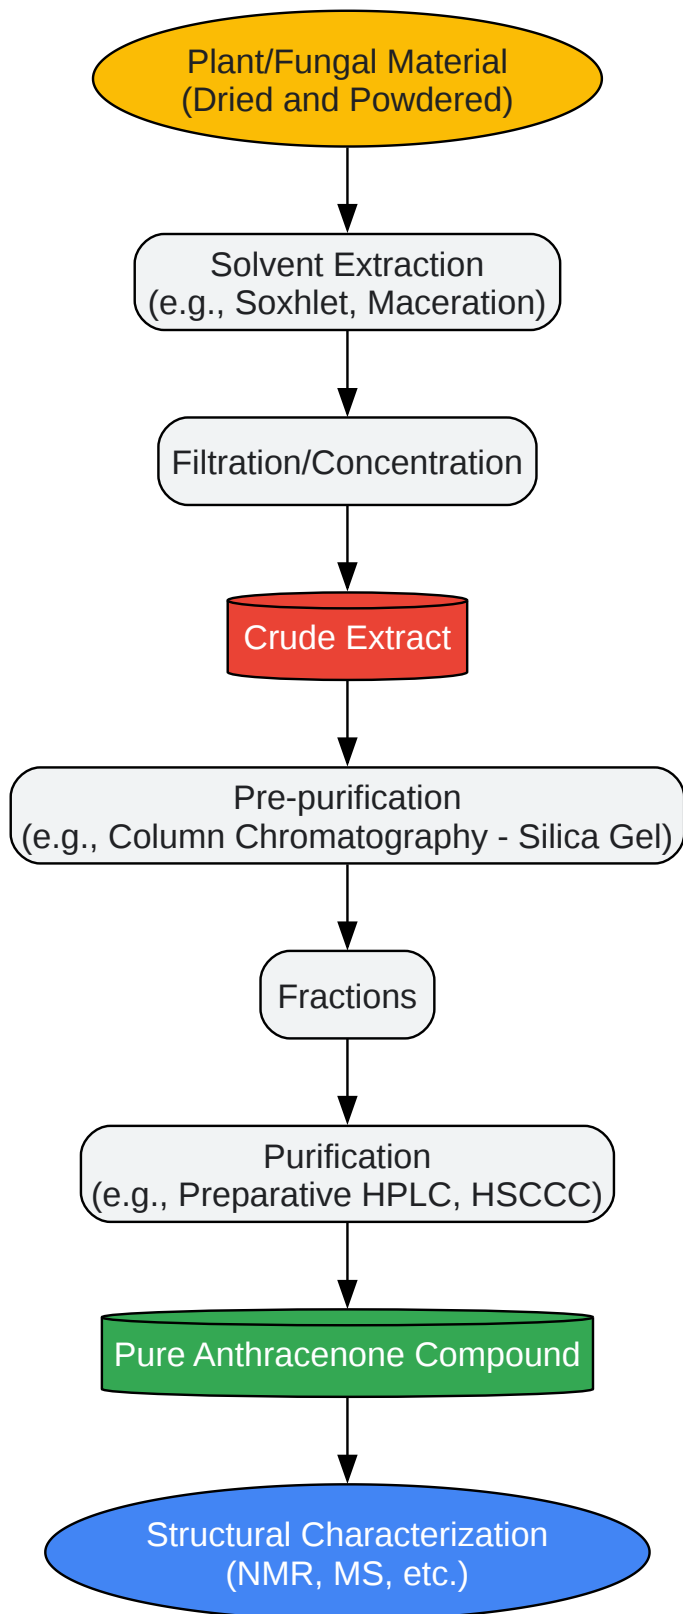 Plant/Fungal Material
(Dried and Powdered)
Solvent Extraction
(e.g., Soxhlet, Maceration)
Filtration/Concentration
Crude Extract
Pre-purification
(e.g., Column Chromatography - Silica Gel)
Fractions
Purification
(e.g., Preparative HPLC, HSCCC)
Pure Anthracenone Compound
Structural Characterization
(NMR, MS, etc.)